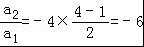 a₂/a₁ = - 4 × (4 - 1)/2 = - 6